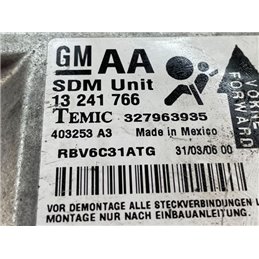 GM AA
SDM Unit
13 241 766
TEMIC 327963935
403253 A3 Made in Mexico
RBV6C31ATG 31/03/06 00
FORWARD
VOR DEMONTAGE ALLE STECKVERBINDUNGEN
MONTAGE NUR NACH EINBAUANLEITUNG